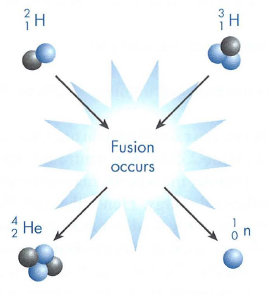 ²₁H
³₁H
Fusion
occurs
⁴₂He
¹₀n